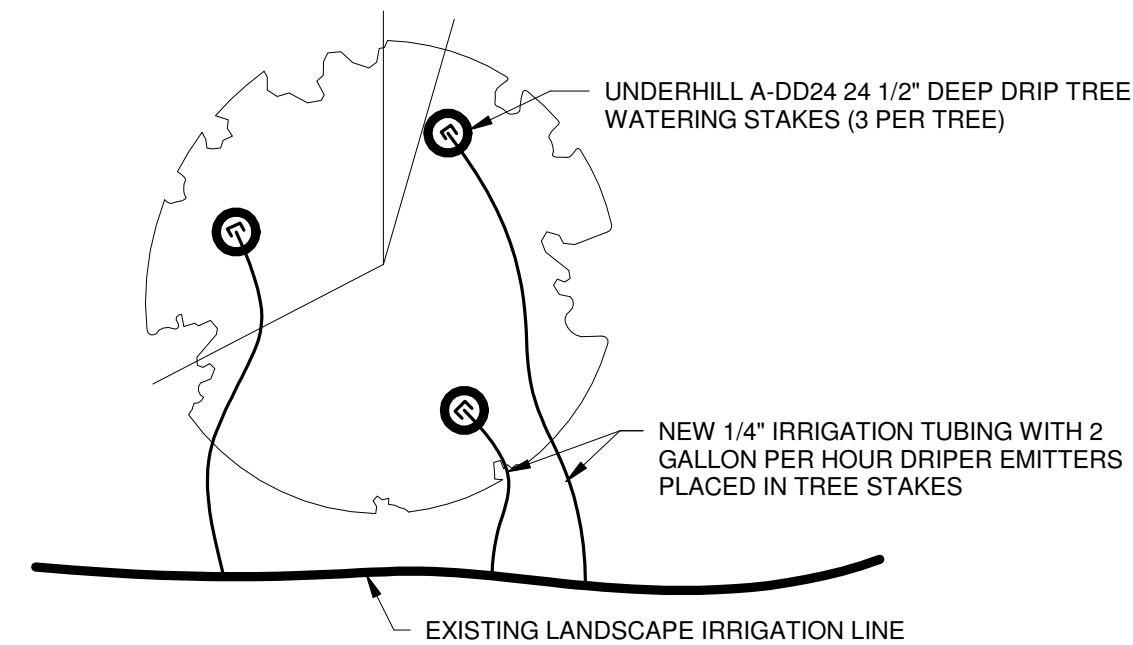 UNDERHILL A-DD24 24 1/2" DEEP DRIP TREE
WATERING STAKES (3 PER TREE)
NEW 1/4" IRRIGATION TUBING WITH 2
GALLON PER HOUR DRIPER EMITTERS
PLACED IN TREE STAKES
EXISTING LANDSCAPE IRRIGATION LINE